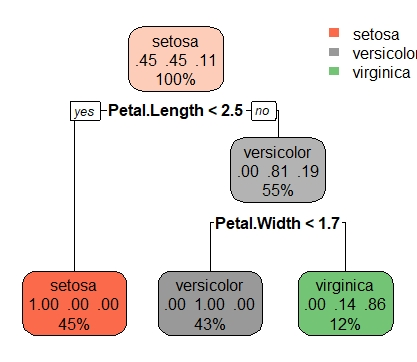 setosa
versicolor
virginica
setosa
.45 .45 .11
100%
yes Petal.Length < 2.5 no
versicolor
.00 .81 .19
55%
Petal.Width < 1.7
setosa
1.00 .00 .00
45%
versicolor
.00 1.00 .00
43%
virginica
.00 .14 .86
12%